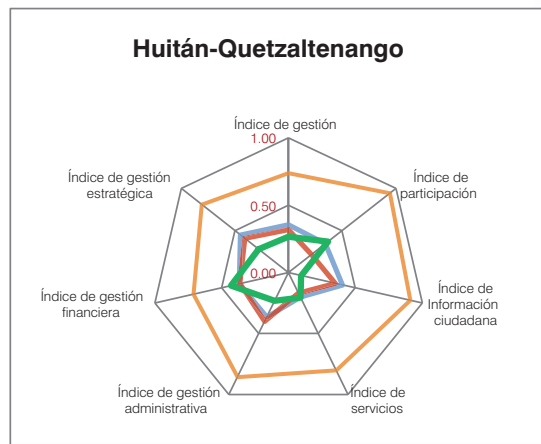 Huitán-Quetzaltenango
Índice de gestión
1.00
Índice de gestión
estratégica
Índice de
participación
0.50
0.00
Índice de gestión
financiera
Índice de
Información
ciudadana
Índice de gestión
administrativa
Índice de
servicios